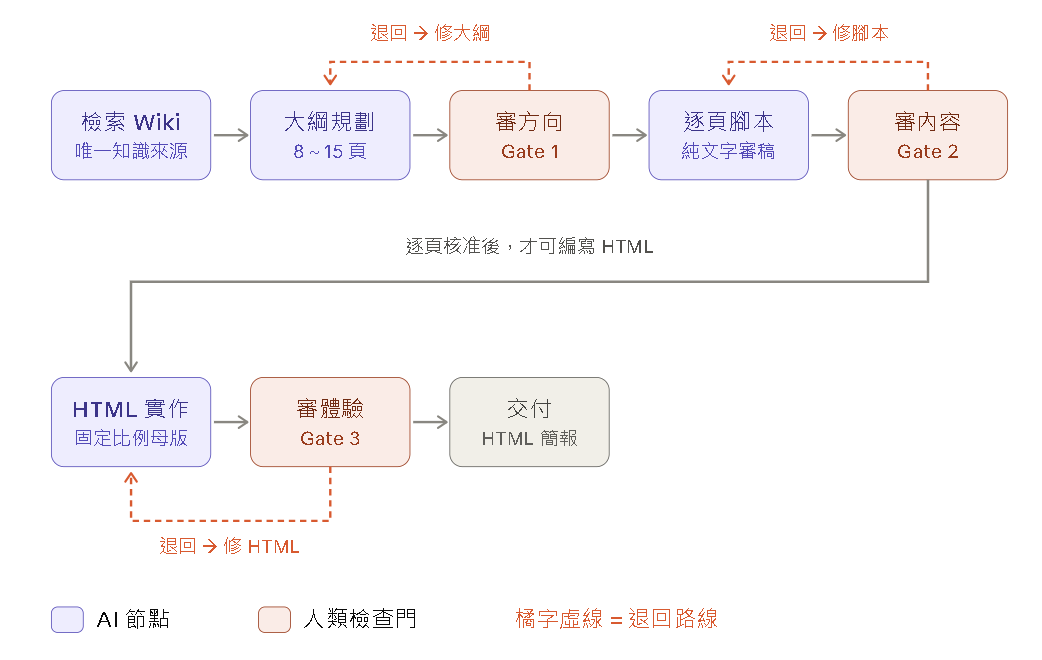 退回 → 修大綱
退回 → 修腳本
檢索 Wiki
唯一知識來源
大綱規劃
8 ~ 15 頁
審方向
Gate 1
逐頁腳本
純文字審稿
審內容
Gate 2
逐頁核准後，才可編寫 HTML
HTML 實作
固定比例母版
審體驗
Gate 3
交付
HTML 簡報
退回 → 修 HTML
AI 節點
人類檢查門
橘字虛線 = 退回路線